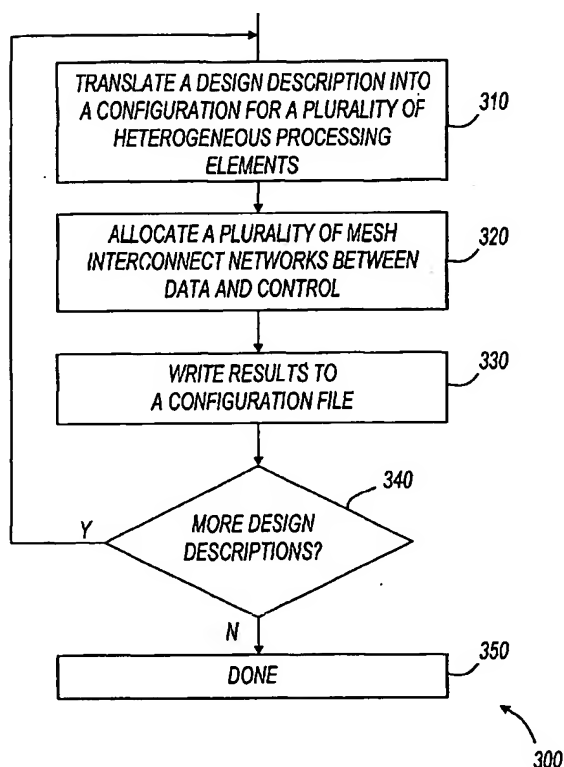 TRANSLATE A DESIGN DESCRIPTION INTO
A CONFIGURATION FOR A PLURALITY OF
HETEROGENEOUS PROCESSING
ELEMENTS
310
ALLOCATE A PLURALITY OF MESH
INTERCONNECT NETWORKS BETWEEN
DATA AND CONTROL
320
WRITE RESULTS TO
A CONFIGURATION FILE
330
340
Y
MORE DESIGN
DESCRIPTIONS?
N
DONE
350
300